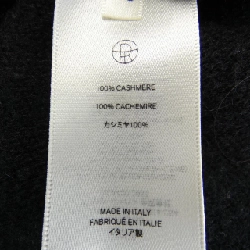 100% CASHMERE
100% CACHEMIRE
カシミヤ100%
MADE IN ITALY
FABRIQUÉ EN ITALIE
イタリア製